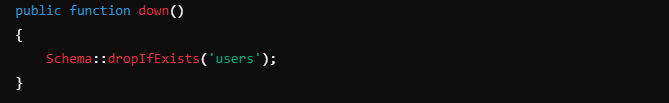 public function down()
{
    Schema::dropIfExists('users');
}